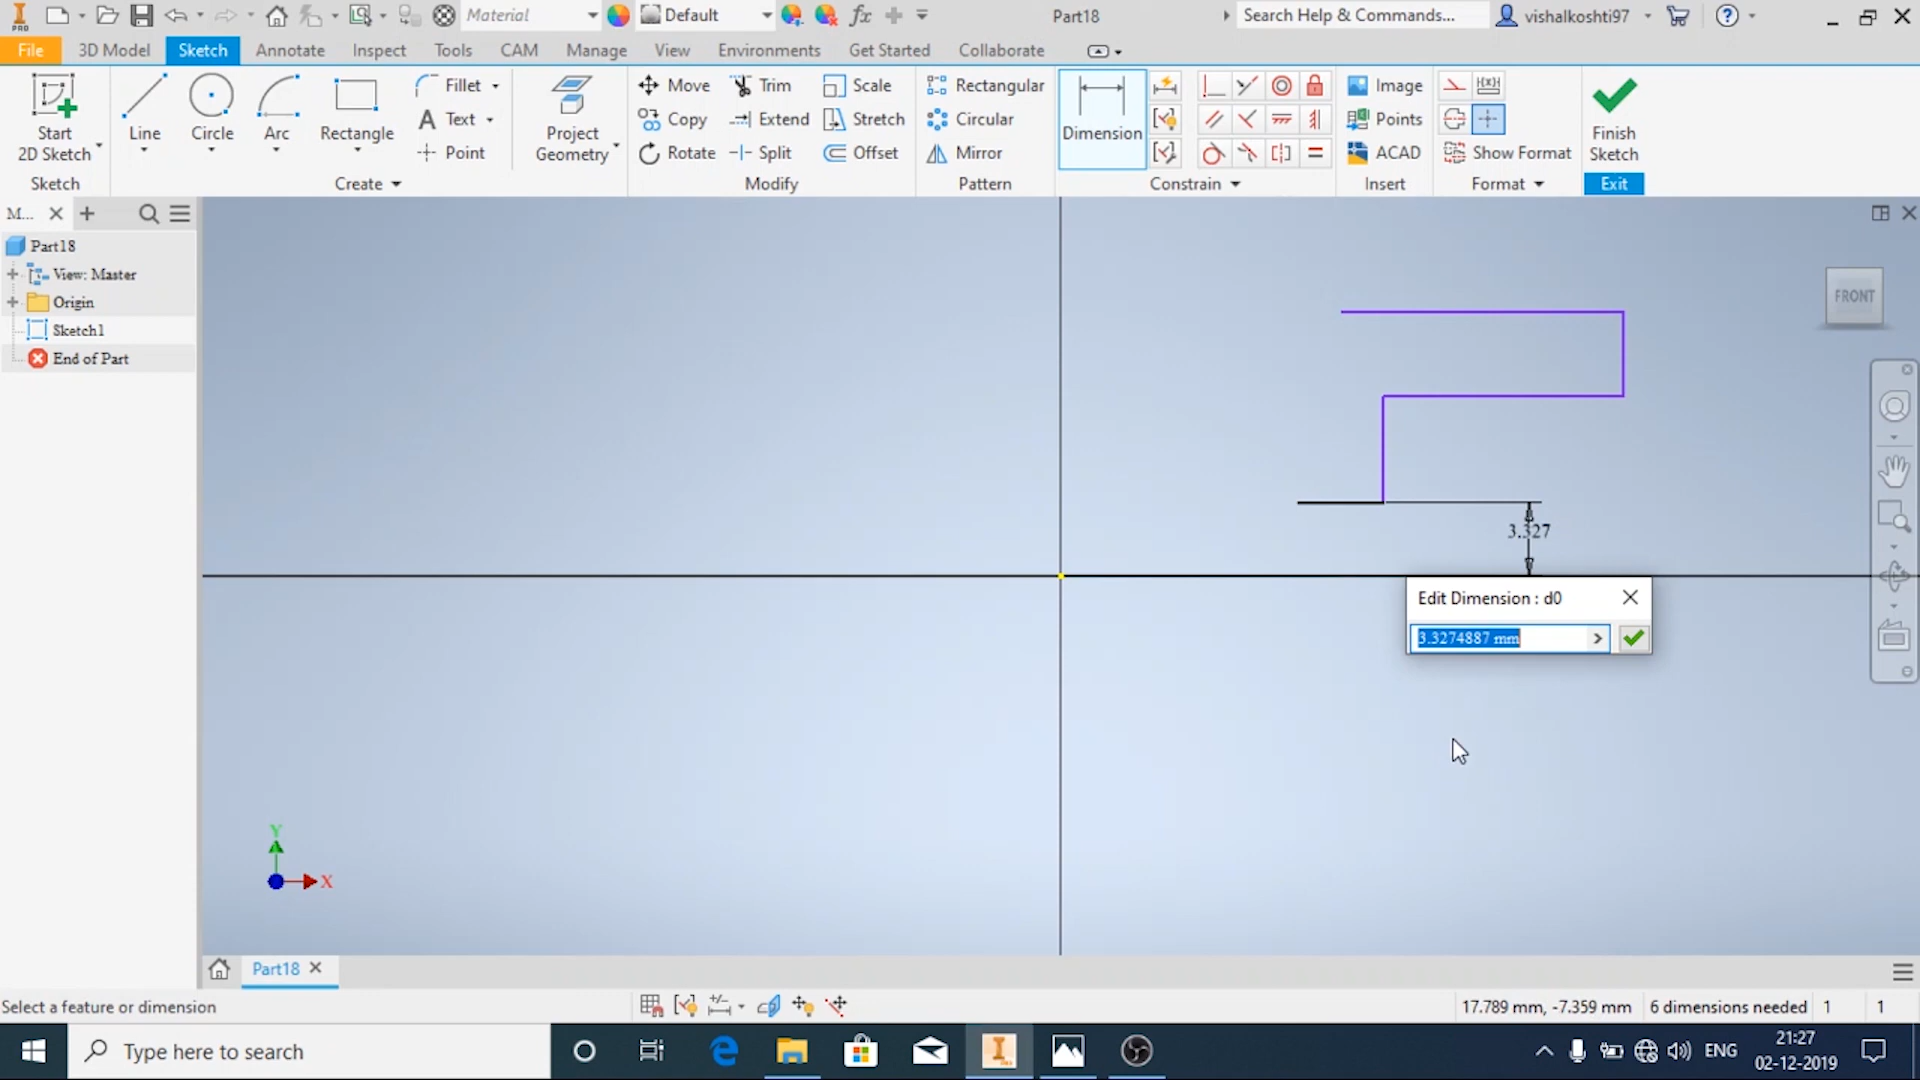 PRO
Material
Default
fx
Part18
Search Help & Commands...
vishalkoshti97
File
3D Model
Sketch
Annotate
Inspect
Tools
CAM
Manage
View
Environments
Get Started
Collaborate
Start
2D Sketch
Sketch
Line
Circle
Arc
Rectangle
Fillet
Text
Point
Create
Project
Geometry
Move
Copy
Rotate
Trim
Extend
Split
Scale
Stretch
Offset
Modify
Rectangular
Circular
Mirror
Pattern
Dimension
Constrain
Image
Points
ACAD
Insert
Show Format
Format
Finish
Sketch
Exit
M...
Part18
View: Master
Origin
Sketch1
End of Part
FRONT
3.327
Edit Dimension : d0
3.3274887 mm
Y
X
Part18
Select a feature or dimension
17.789 mm, -7.359 mm
6 dimensions needed
1
1
Type here to search
ENG
21:27
02-12-2019